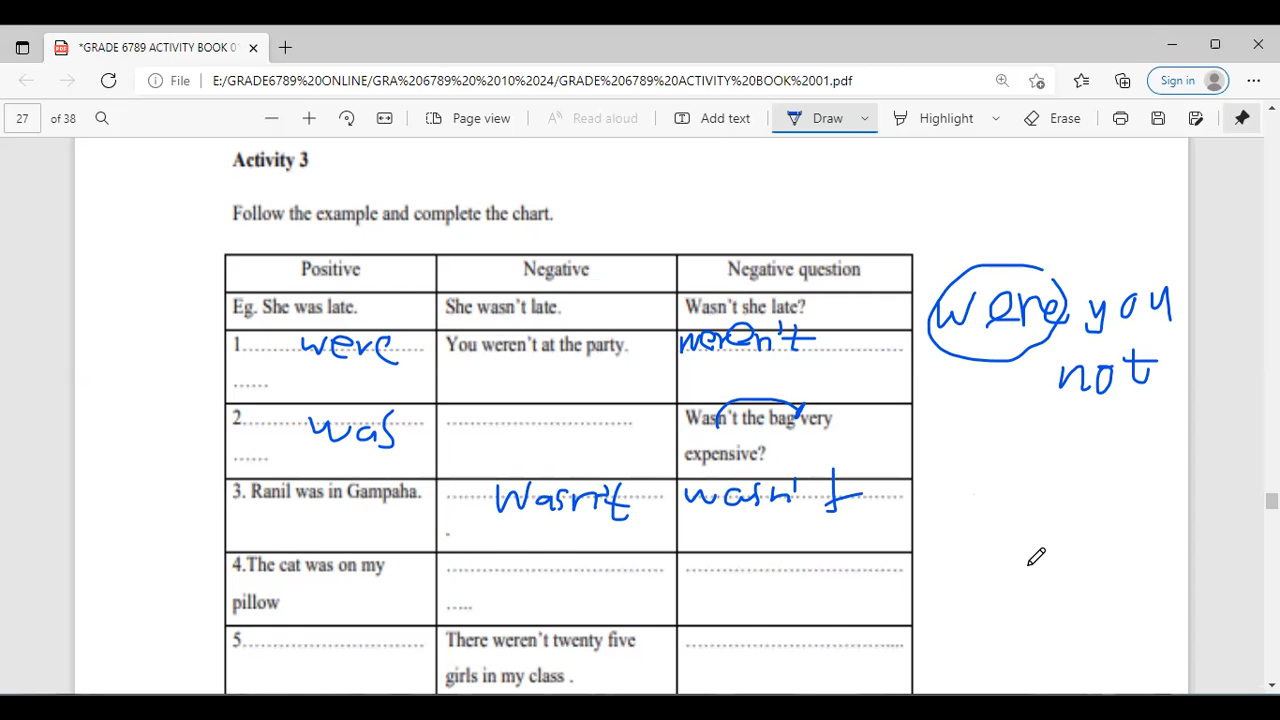 *GRADE 6789 ACTIVITY BOOK 0
File E:/GRADE6789%20ONLINE/GRA%206789%20%2010%2024/GRADE%206789%20ACTIVITY%20BOOK%2001.pdf Sign in
27 of 38 Page view Read aloud Add text Draw Highlight Erase
Activity 3
Follow the example and complete the chart.
Positive Negative Negative question
Eg. She was late. She wasn't late. Wasn't she late?
1 were You weren't at the party. weren't
were you
not
2 was Wasn't the bag very
expensive?
3. Ranil was in Gampaha. Wasn't wasn't
4.The cat was on my
pillow
5 There weren't twenty five
girls in my class .